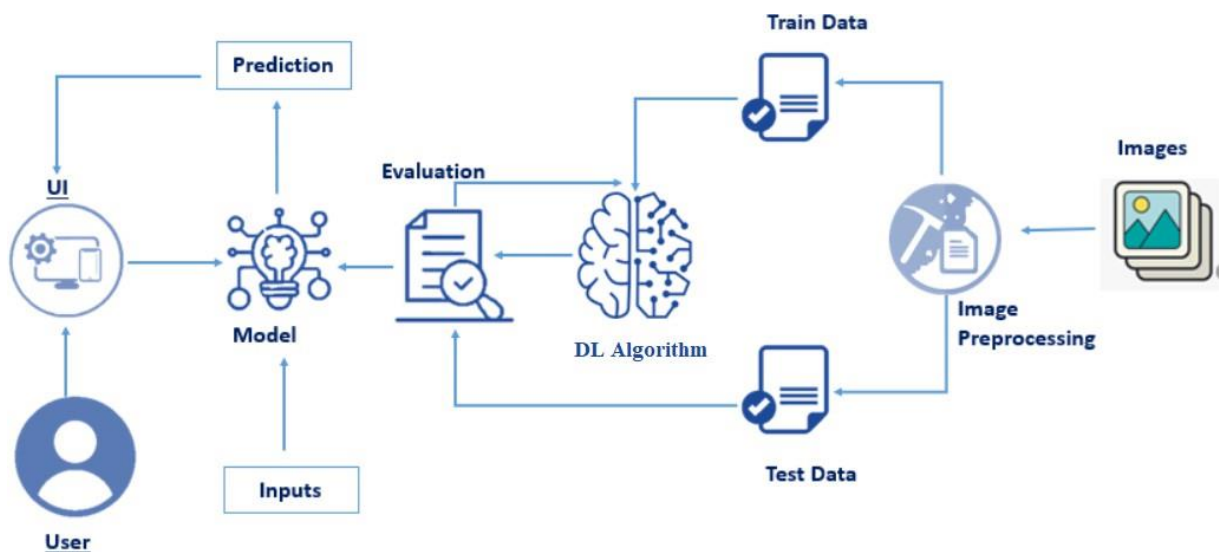 Train Data
Prediction
Images
Evaluation
UI
Model
Image
Preprocessing
DL Algorithm
Test Data
Inputs
User